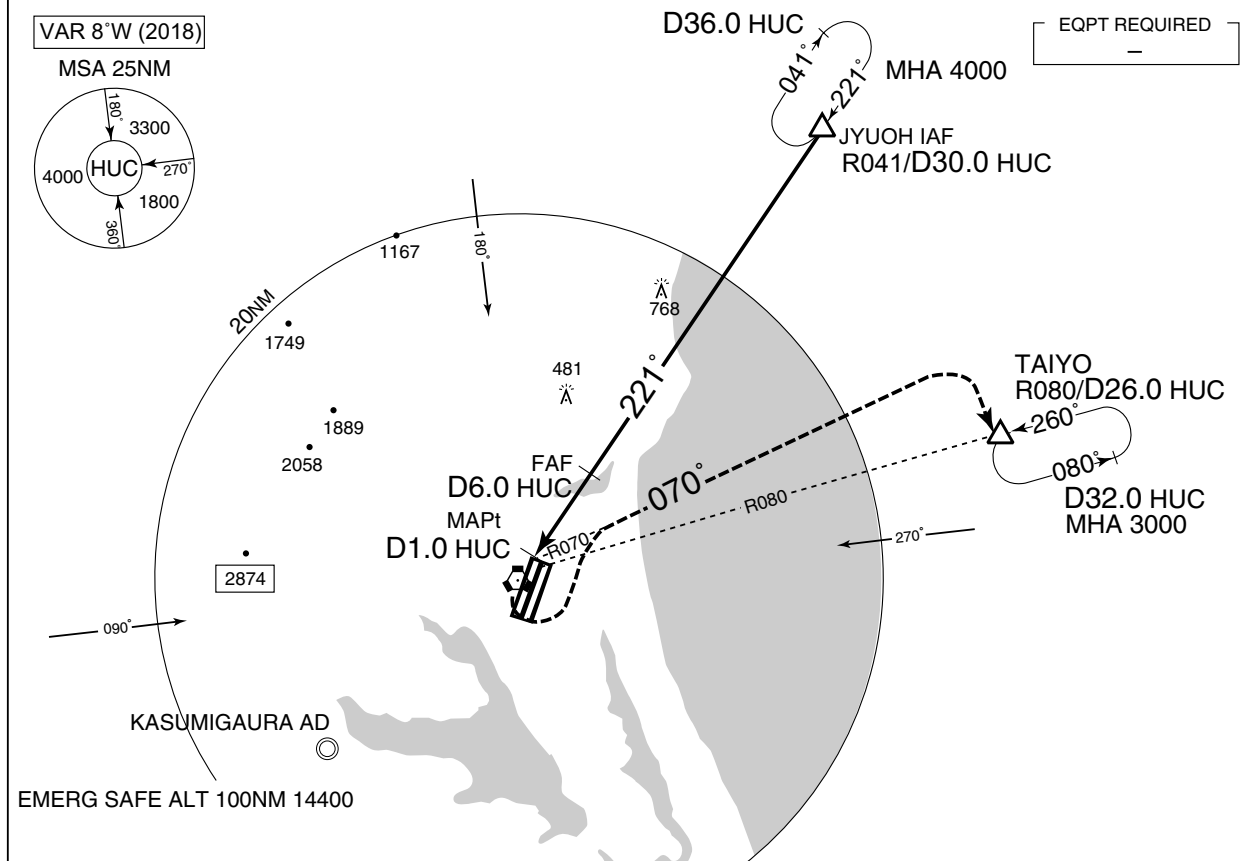 VAR 8°W (2018)
MSA 25NM
180°
3300
HUC
270°
4000
1800
360°
D36.0 HUC
041°
221°
MHA 4000
EQPT REQUIRED
–
JYUOH IAF
R041/D30.0 HUC
180°
1167
20NM
768
1749
481
221°
TAIYO
R080/D26.0 HUC
260°
080°
D32.0 HUC
MHA 3000
1889
2058
FAF
D6.0 HUC
070°
R080
MAPt
D1.0 HUC
R070
270°
2874
090°
KASUMIGAURA AD
EMERG SAFE ALT 100NM 14400